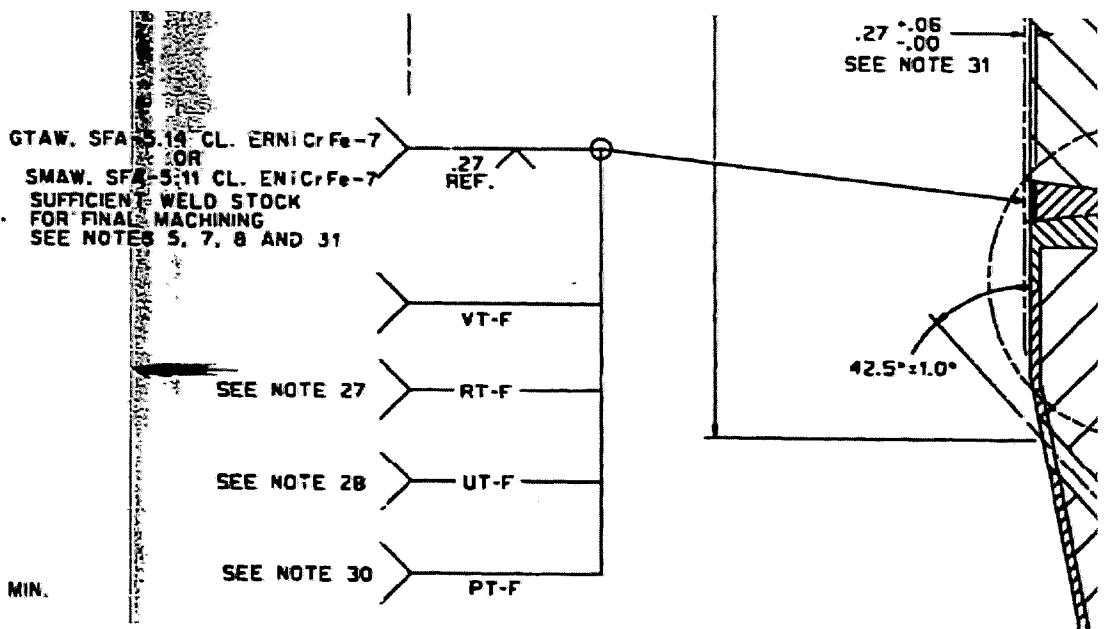 .27 +.06
-.00
SEE NOTE 31
GTAW, SFA-5.14 CL. ERNiCrFe-7
OR
SMAW, SFA-5.11 CL. ENiCrFe-7
SUFFICIENT WELD STOCK
FOR FINAL MACHINING
SEE NOTES 5, 7, 8 AND 31
.27
REF.
VT-F
42.5°±1.0°
SEE NOTE 27
RT-F
SEE NOTE 28
UT-F
SEE NOTE 30
PT-F
MIN.